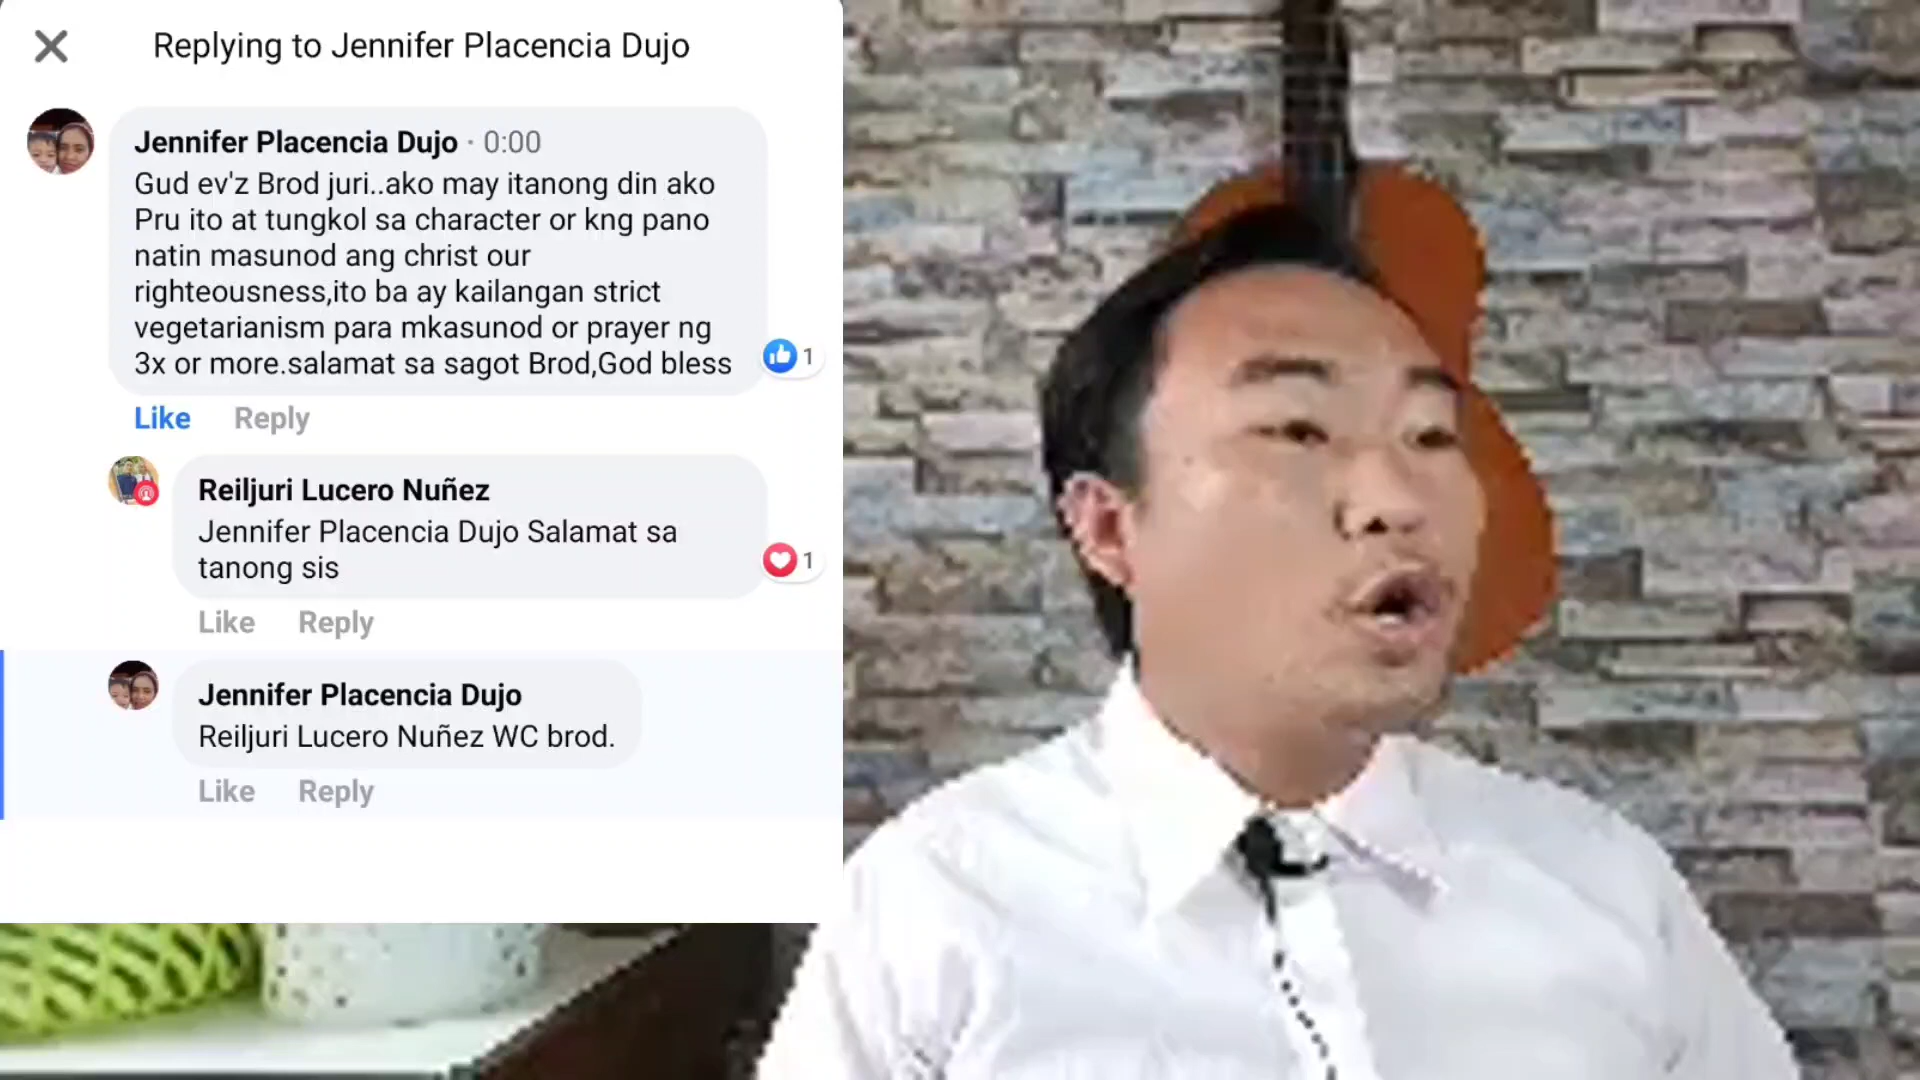 Replying to Jennifer Placencia Dujo
Jennifer Placencia Dujo · 0:00
Gud ev'z Brod juri..ako may itanong din ako
Pru ito at tungkol sa character or kng pano
natin masunod ang christ our
righteousness,ito ba ay kailangan strict
vegetarianism para mkasunod or prayer ng
3x or more.salamat sa sagot Brod,God bless
1
Like Reply
Reiljuri Lucero Nuñez
Jennifer Placencia Dujo Salamat sa
tanong sis
1
Like Reply
Jennifer Placencia Dujo
Reiljuri Lucero Nuñez WC brod.
Like Reply